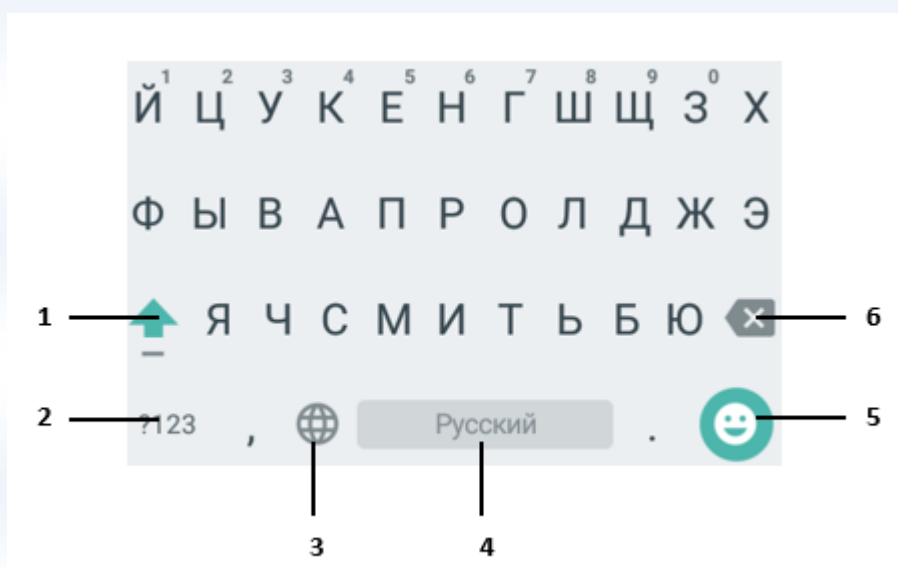 1 2 3 4 5 6 7 8 9 0
Й Ц У К Е Н Г Ш Щ З Х
Ф Ы В А П Р О Л Д Ж Э
1 Я Ч С М И Т Ь Б Ю 6
2 ?123 , Русский . 5
3 4